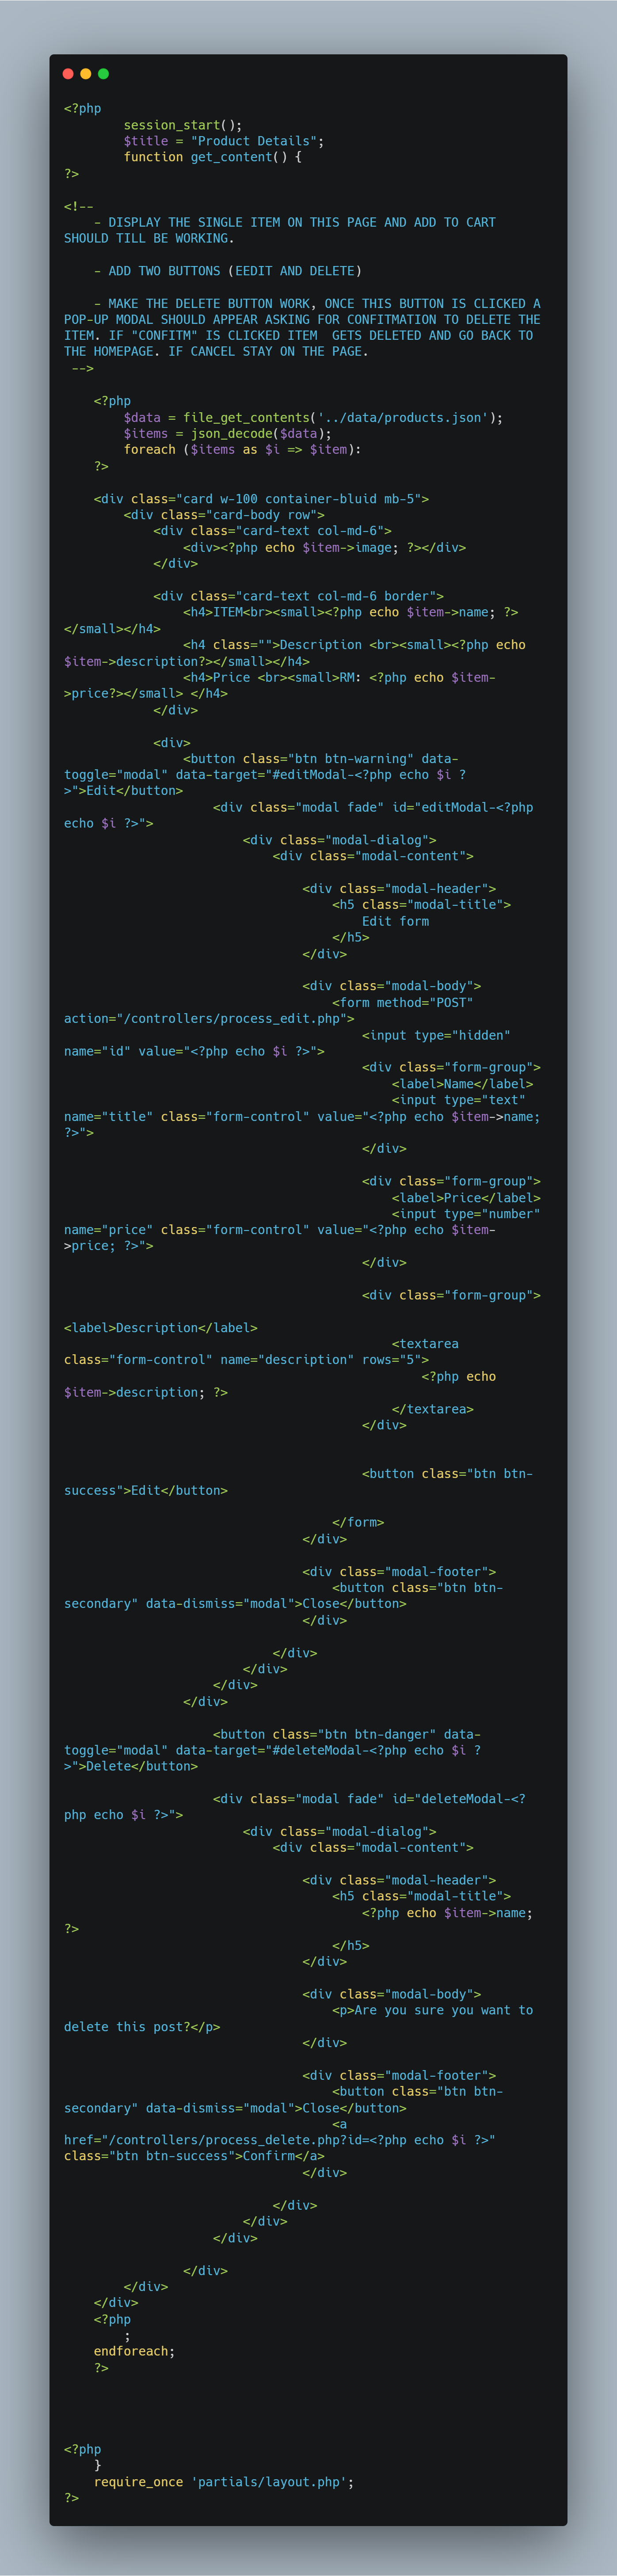 <?php
        session_start();
        $title = "Product Details";
        function get_content() {
?>

<!--
    - DISPLAY THE SINGLE ITEM ON THIS PAGE AND ADD TO CART
SHOULD TILL BE WORKING.

    - ADD TWO BUTTONS (EEDIT AND DELETE)

    - MAKE THE DELETE BUTTON WORK, ONCE THIS BUTTON IS CLICKED A
POP-UP MODAL SHOULD APPEAR ASKING FOR CONFITMATION TO DELETE THE
ITEM. IF "CONFITM" IS CLICKED ITEM  GETS DELETED AND GO BACK TO
THE HOMEPAGE. IF CANCEL STAY ON THE PAGE.
 -->

    <?php
        $data = file_get_contents('../data/products.json');
        $items = json_decode($data);
        foreach ($items as $i => $item):
    ?>

    <div class="card w-100 container-bluid mb-5">
        <div class="card-body row">
            <div class="card-text col-md-6">
                <div><?php echo $item->image; ?></div>
            </div>

            <div class="card-text col-md-6 border">
                <h4>ITEM<br><small><?php echo $item->name; ?>
</small></h4>
                <h4 class="">Description <br><small><?php echo
$item->description?></small></h4>
                <h4>Price <br><small>RM: <?php echo $item-
>price?></small> </h4>
            </div>

            <div>
                <button class="btn btn-warning" data-
toggle="modal" data-target="#editModal-<?php echo $i ?
>">Edit</button>
                    <div class="modal fade" id="editModal-<?php
echo $i ?>">
                        <div class="modal-dialog">
                            <div class="modal-content">

                                <div class="modal-header">
                                    <h5 class="modal-title">
                                        Edit form
                                    </h5>
                                </div>

                                <div class="modal-body">
                                    <form method="POST"
action="/controllers/process_edit.php">
                                        <input type="hidden"
name="id" value="<?php echo $i ?>">
                                        <div class="form-group">
                                            <label>Name</label>
                                            <input type="text"
name="title" class="form-control" value="<?php echo $item->name;
?>">
                                        </div>

                                        <div class="form-group">
                                            <label>Price</label>
                                            <input type="number"
name="price" class="form-control" value="<?php echo $item-
>price; ?>">
                                        </div>

                                        <div class="form-group">

<label>Description</label>
                                            <textarea
class="form-control" name="description" rows="5">
                                                <?php echo
$item->description; ?>
                                            </textarea>
                                        </div>


                                        <button class="btn btn-
success">Edit</button>

                                    </form>
                                </div>

                                <div class="modal-footer">
                                    <button class="btn btn-
secondary" data-dismiss="modal">Close</button>
                                </div>

                            </div>
                        </div>
                    </div>
                </div>

                    <button class="btn btn-danger" data-
toggle="modal" data-target="#deleteModal-<?php echo $i ?
>">Delete</button>

                    <div class="modal fade" id="deleteModal-<?
php echo $i ?>">
                        <div class="modal-dialog">
                            <div class="modal-content">

                                <div class="modal-header">
                                    <h5 class="modal-title">
                                        <?php echo $item->name;
?>
                                    </h5>
                                </div>

                                <div class="modal-body">
                                    <p>Are you sure you want to
delete this post?</p>
                                </div>

                                <div class="modal-footer">
                                    <button class="btn btn-
secondary" data-dismiss="modal">Close</button>
                                    <a
href="/controllers/process_delete.php?id=<?php echo $i ?>"
class="btn btn-success">Confirm</a>
                                </div>

                            </div>
                        </div>
                    </div>

                </div>
        </div>
    </div>
    <?php
        ;
    endforeach;
    ?>




<?php
    }
    require_once 'partials/layout.php';
?>